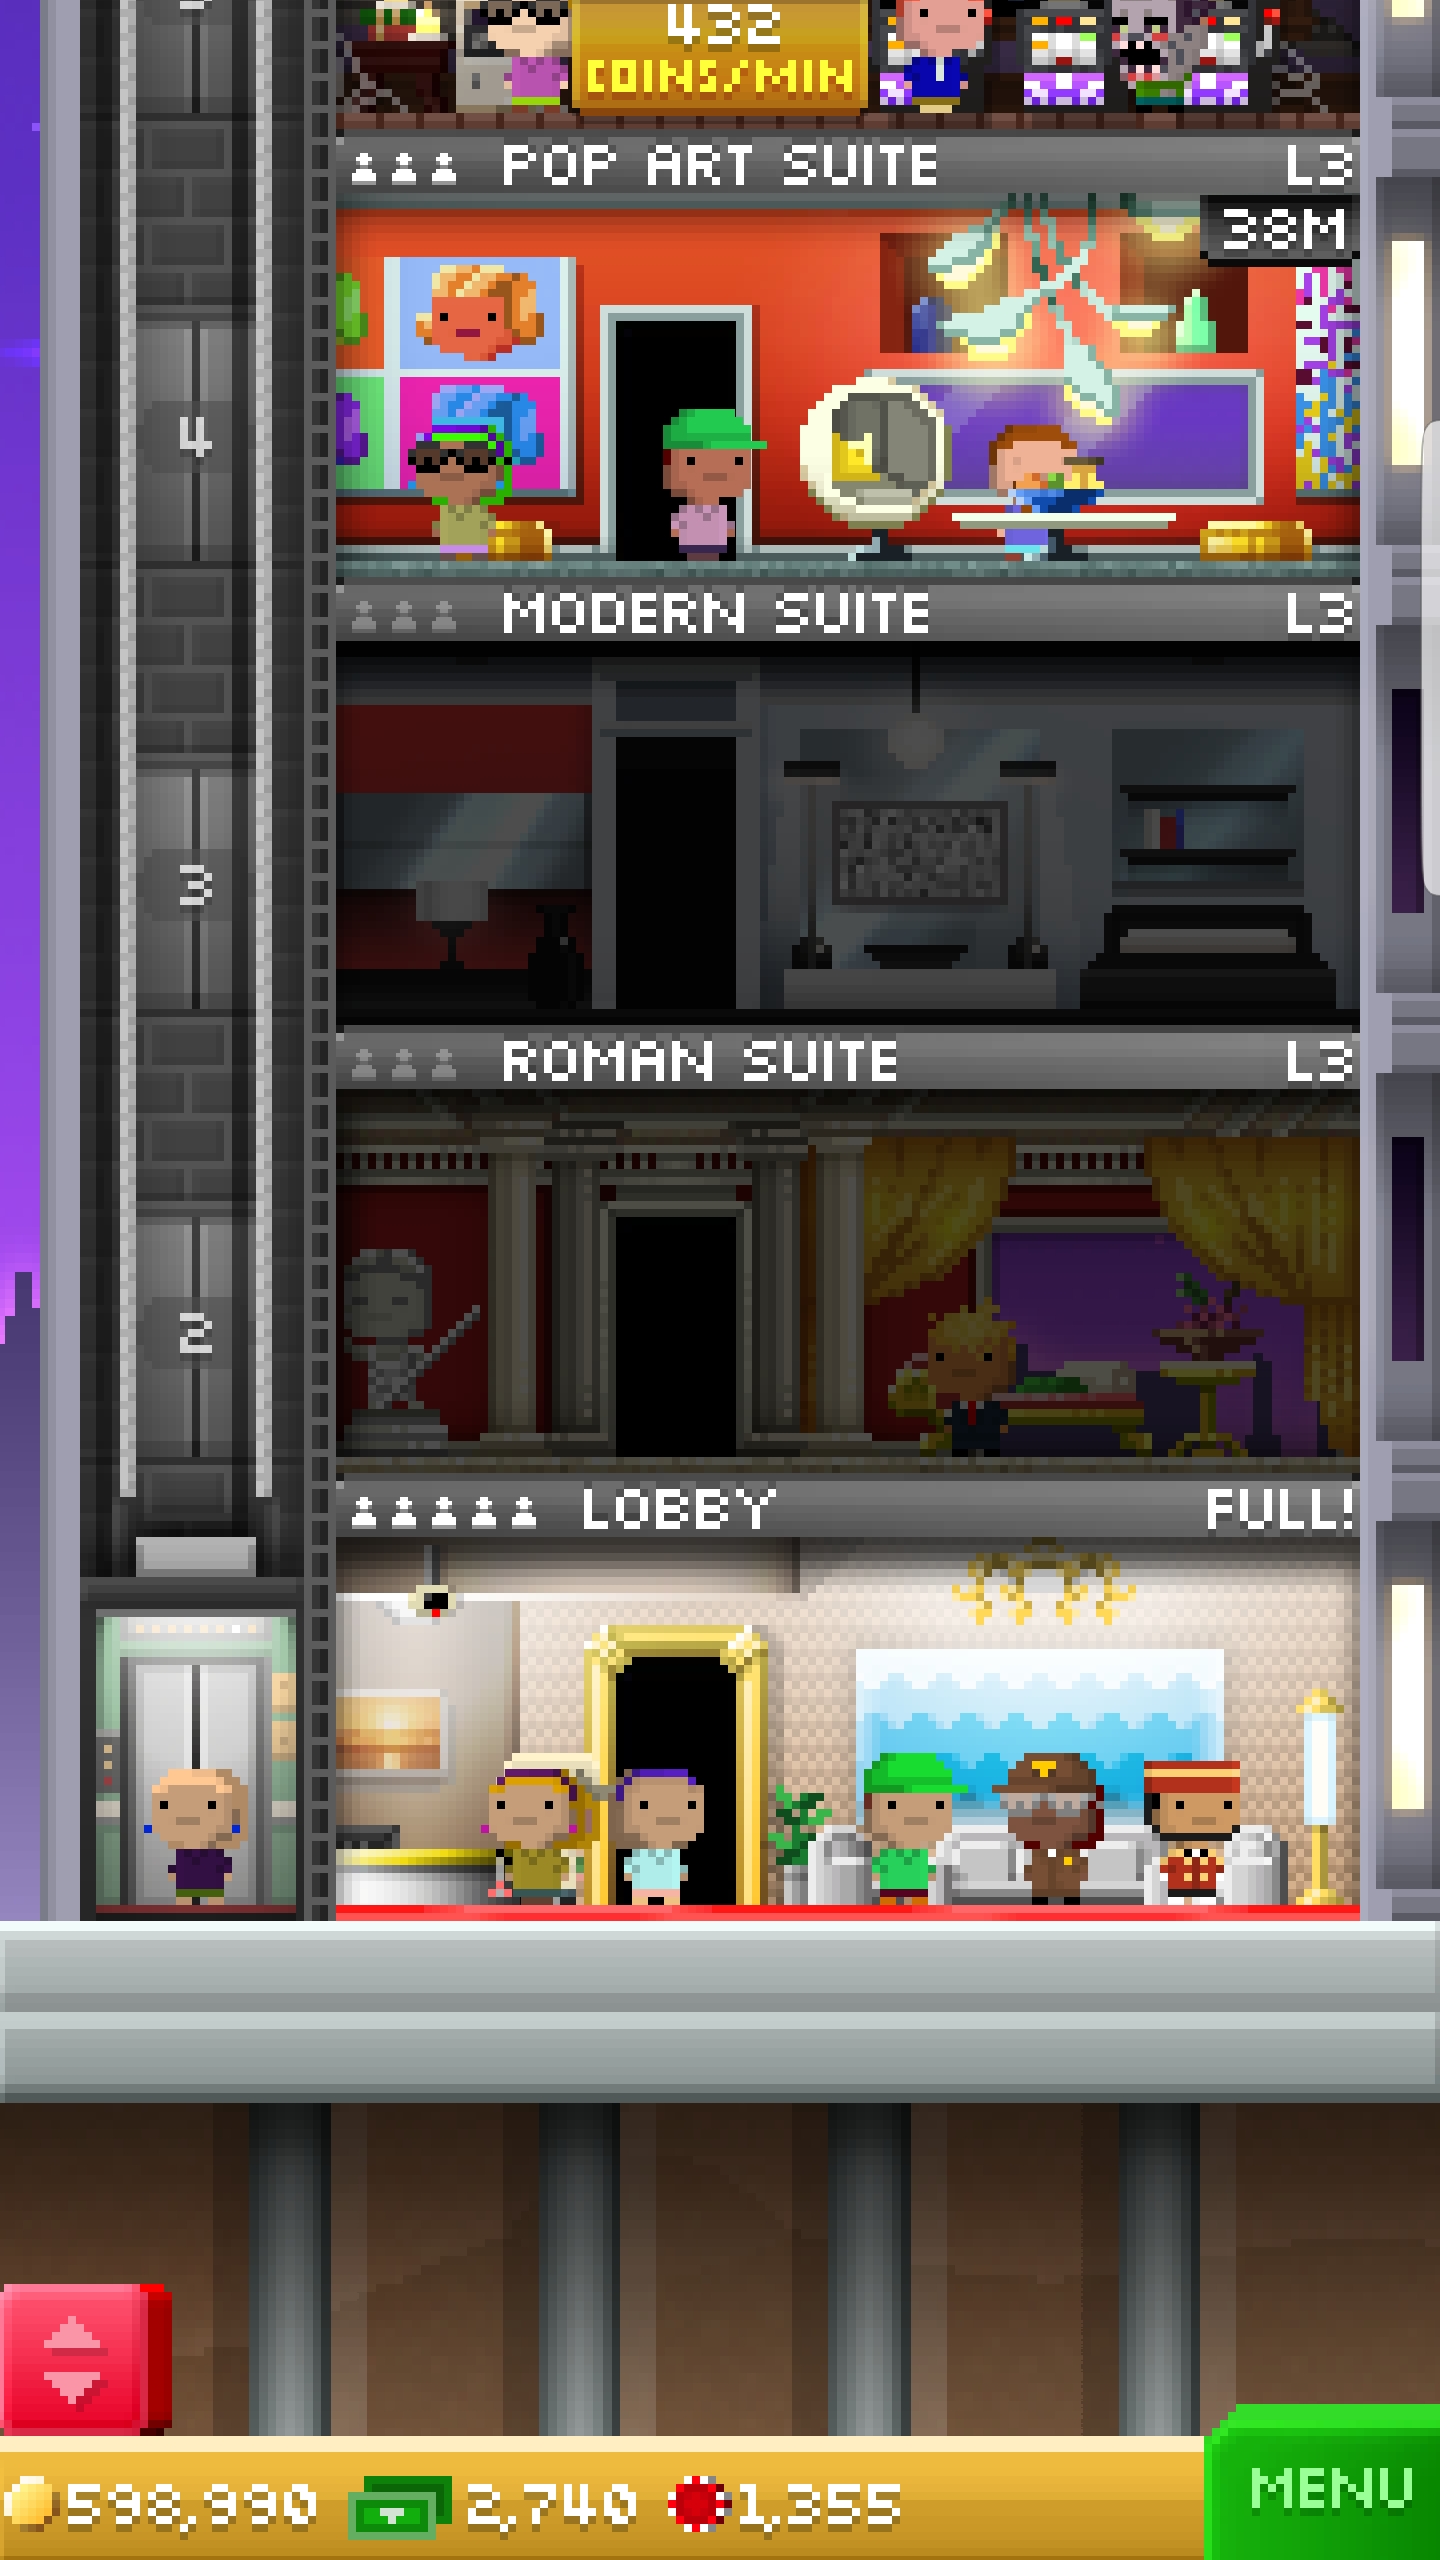 432
COINS/MIN
POP ART SUITE L3
38M
4
MODERN SUITE L3
3
ROMAN SUITE L3
2
LOBBY FULL!
MENU
598,990 2,740 1,355